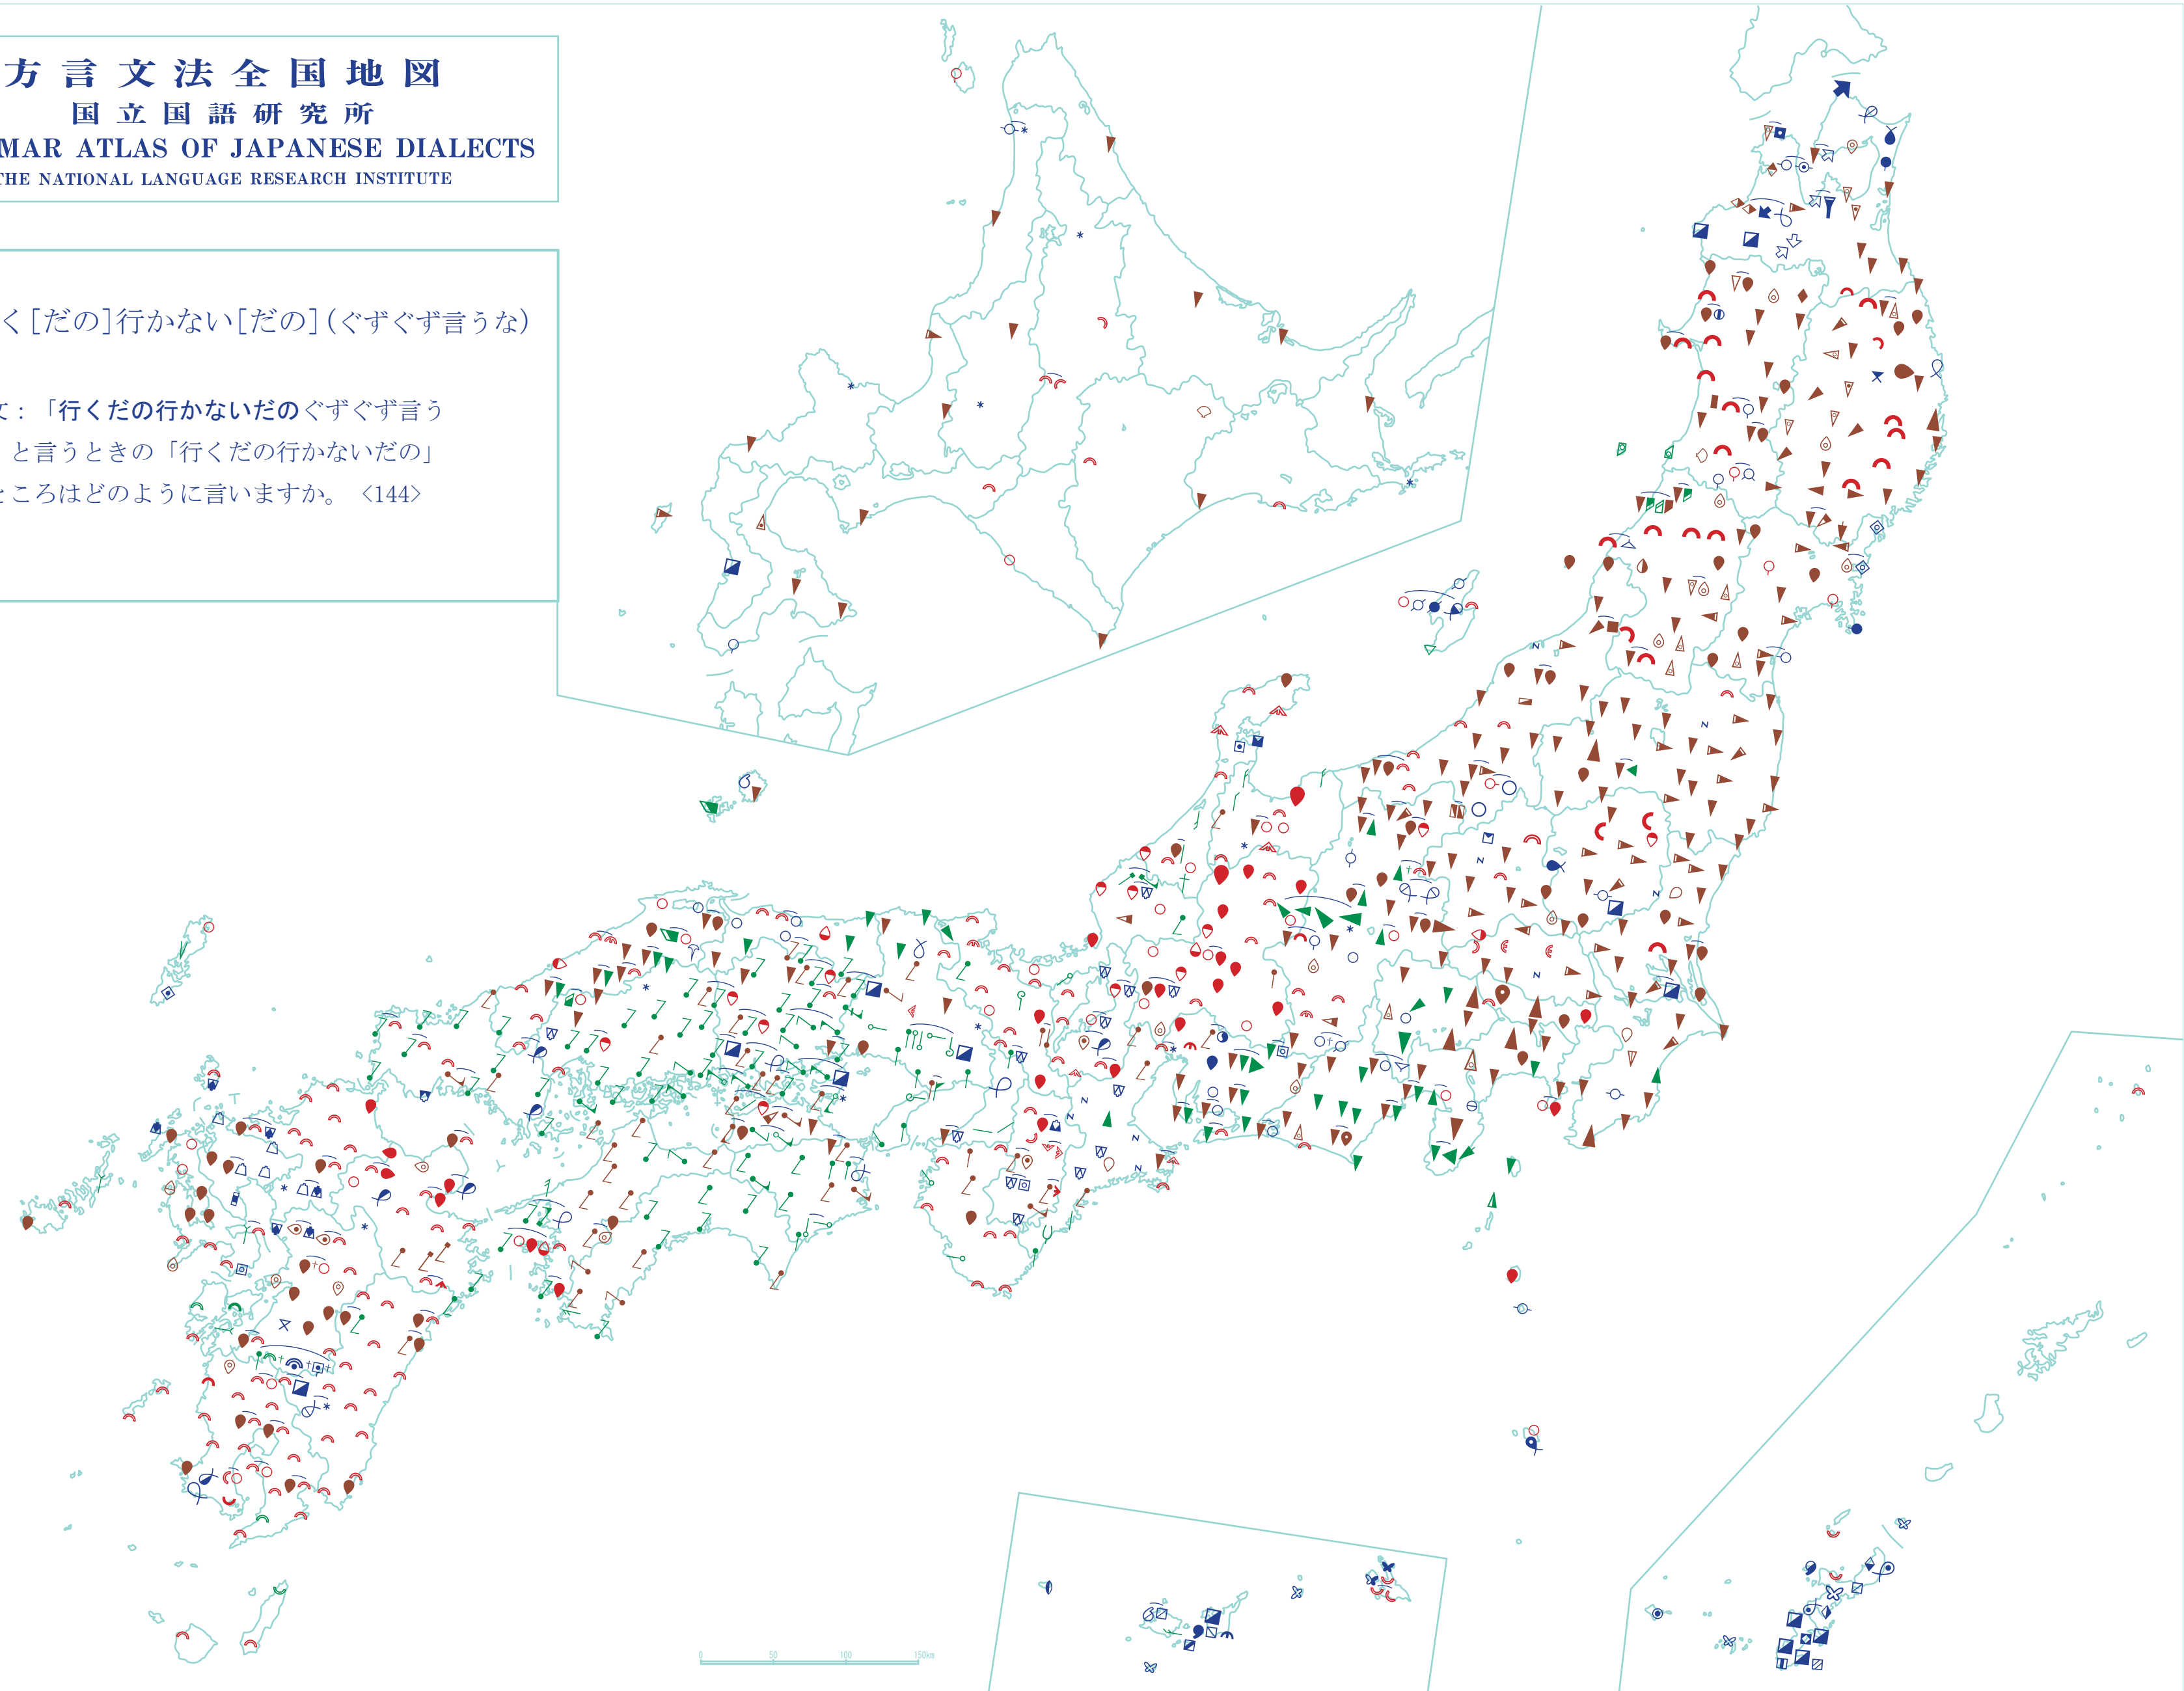 方言文法全国地図
国立国語研究所
MAR ATLAS OF JAPANESE DIALECTS
THE NATIONAL LANGUAGE RESEARCH INSTITUTE
く[だの]行かない[だの](ぐずぐず言うな)
文:「行くだの行かないだのぐずぐず言う
」と言うときの「行くだの行かないだの」
ところはどのように言いますか。〈144〉
0 50 100 150km